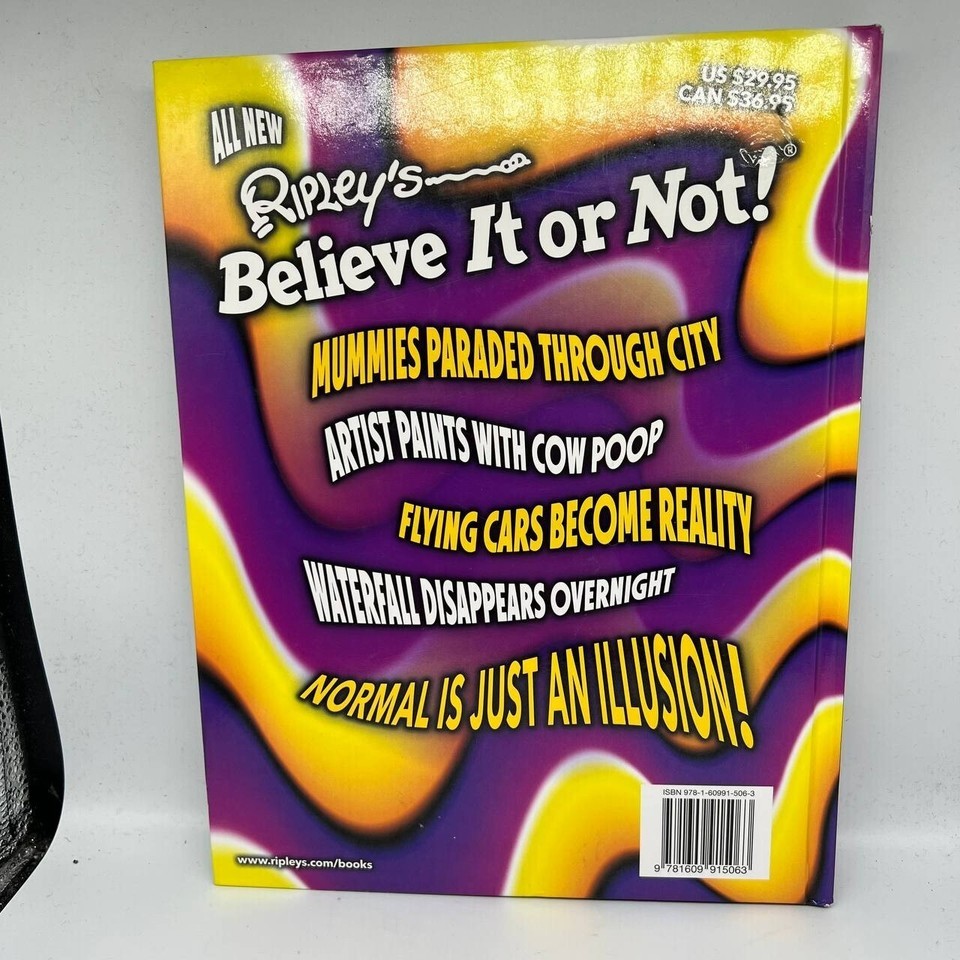 US $29.95
CAN $36.95
ALL NEW
RIPLEY'S
Believe It or Not!®
MUMMIES PARADED THROUGH CITY
ARTIST PAINTS WITH COW POOP
FLYING CARS BECOME REALITY
WATERFALL DISAPPEARS OVERNIGHT
NORMAL IS JUST AN ILLUSION!
ISBN 978-1-60991-506-3
9 781609 915063
www.ripleys.com/books